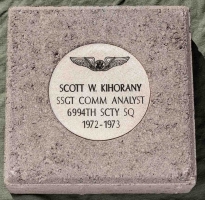 SCOTT W. KIHORANY
SSGT COMM ANALYST
6994TH SCTY SQ
1972-1973